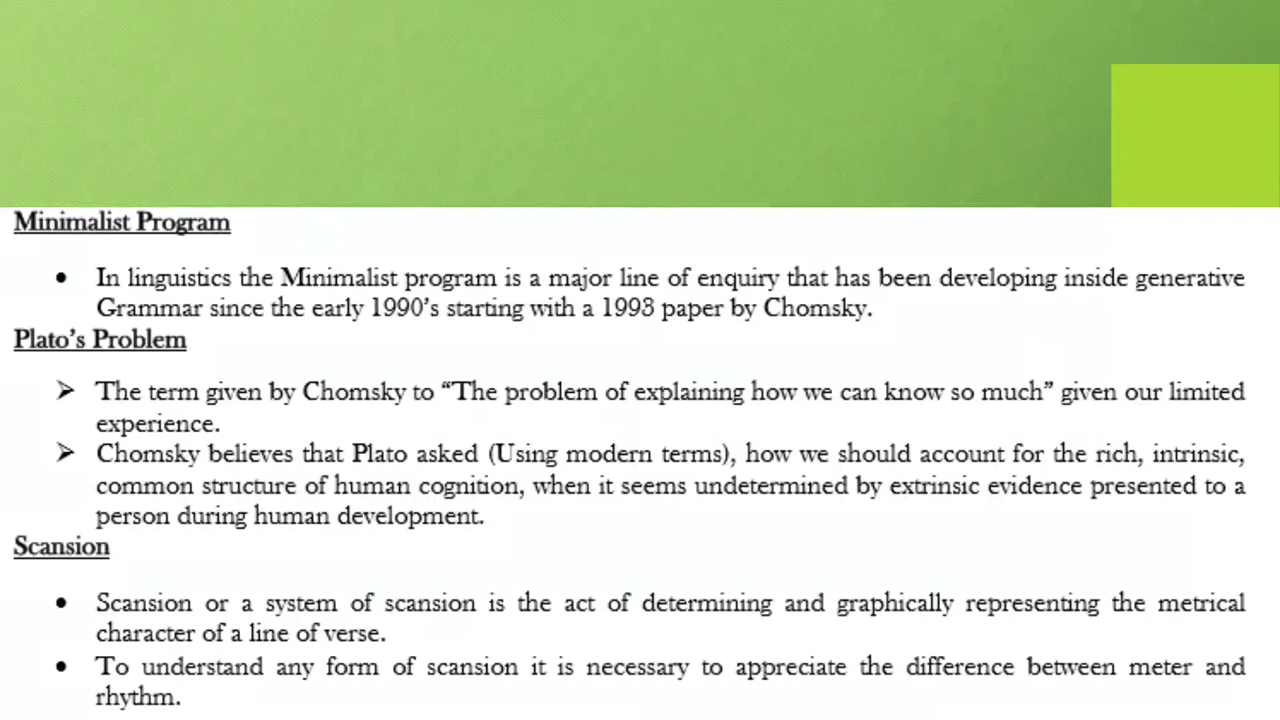 Minimalist Program
• In linguistics the Minimalist program is a major line of enquiry that has been developing inside generative
Grammar since the early 1990's starting with a 1993 paper by Chomsky.
Plato's Problem
➢ The term given by Chomsky to “The problem of explaining how we can know so much” given our limited
experience.
➢ Chomsky believes that Plato asked (Using modern terms), how we should account for the rich, intrinsic,
common structure of human cognition, when it seems undetermined by extrinsic evidence presented to a
person during human development.
Scansion
• Scansion or a system of scansion is the act of determining and graphically representing the metrical
character of a line of verse.
• To understand any form of scansion it is necessary to appreciate the difference between meter and
rhythm.